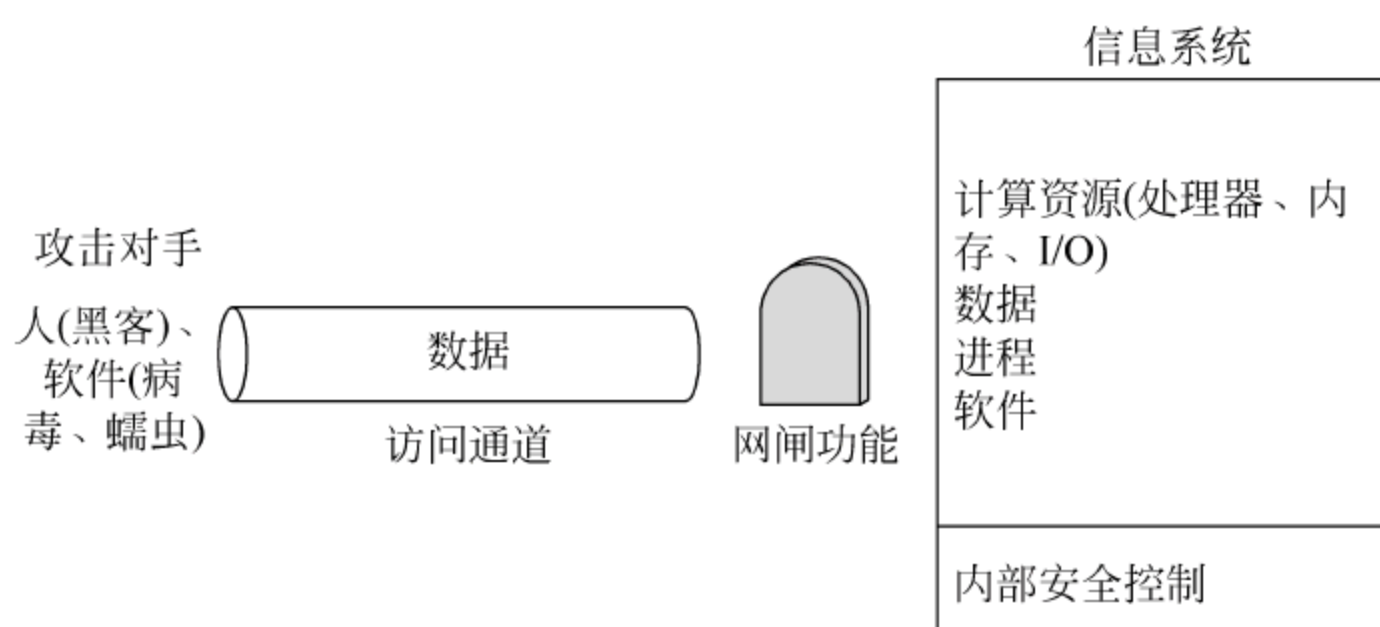 信息系统
攻击对手
人(黑客)、
软件(病
毒、蠕虫)
数据
访问通道
网闸功能
计算资源(处理器、内
存、I/O)
数据
进程
软件
内部安全控制